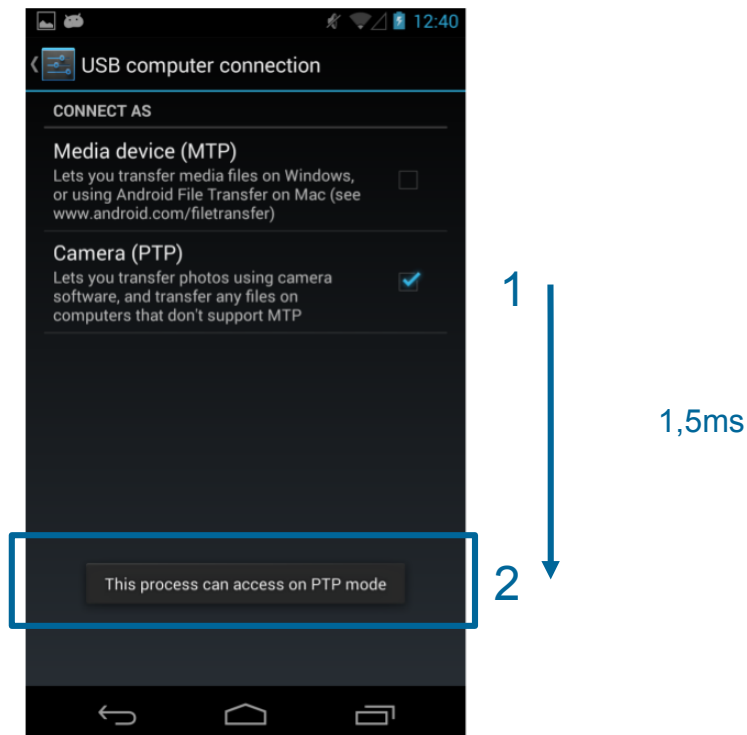 12:40
USB computer connection
CONNECT AS
Media device (MTP)
Lets you transfer media files on Windows,
or using Android File Transfer on Mac (see
www.android.com/filetransfer)
Camera (PTP)
Lets you transfer photos using camera
software, and transfer any files on
computers that don't support MTP
1
1,5ms
This process can access on PTP mode
2